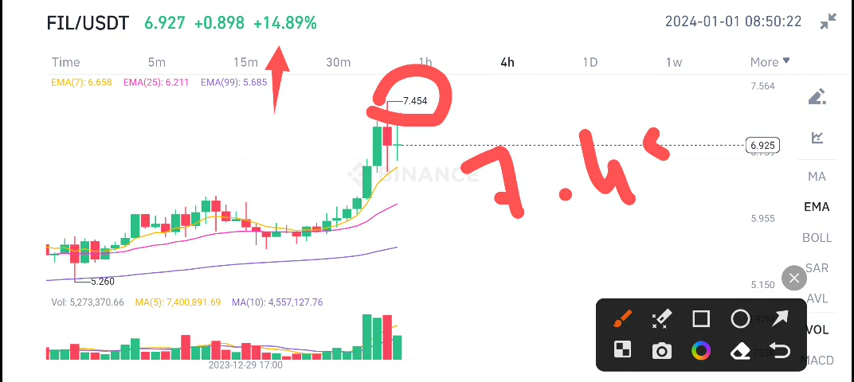 FIL/USDT 6.927 +0.898 +14.89% 2024-01-01 08:50:22
Time 5m 15m 30m 1h 4h 1D 1w More
EMA(7): 6.658 EMA(25): 6.211 EMA(99): 5.685
7.564
7.454
6.925
BINANCE
7.45
MA
EMA
5.955
BOLL
SAR
5.260
5.150
AVL
Vol: 5,273,370.66 MA(5): 7,400,891.69 MA(10): 4,557,127.76
VOL
MACD
2023-12-29 17:00